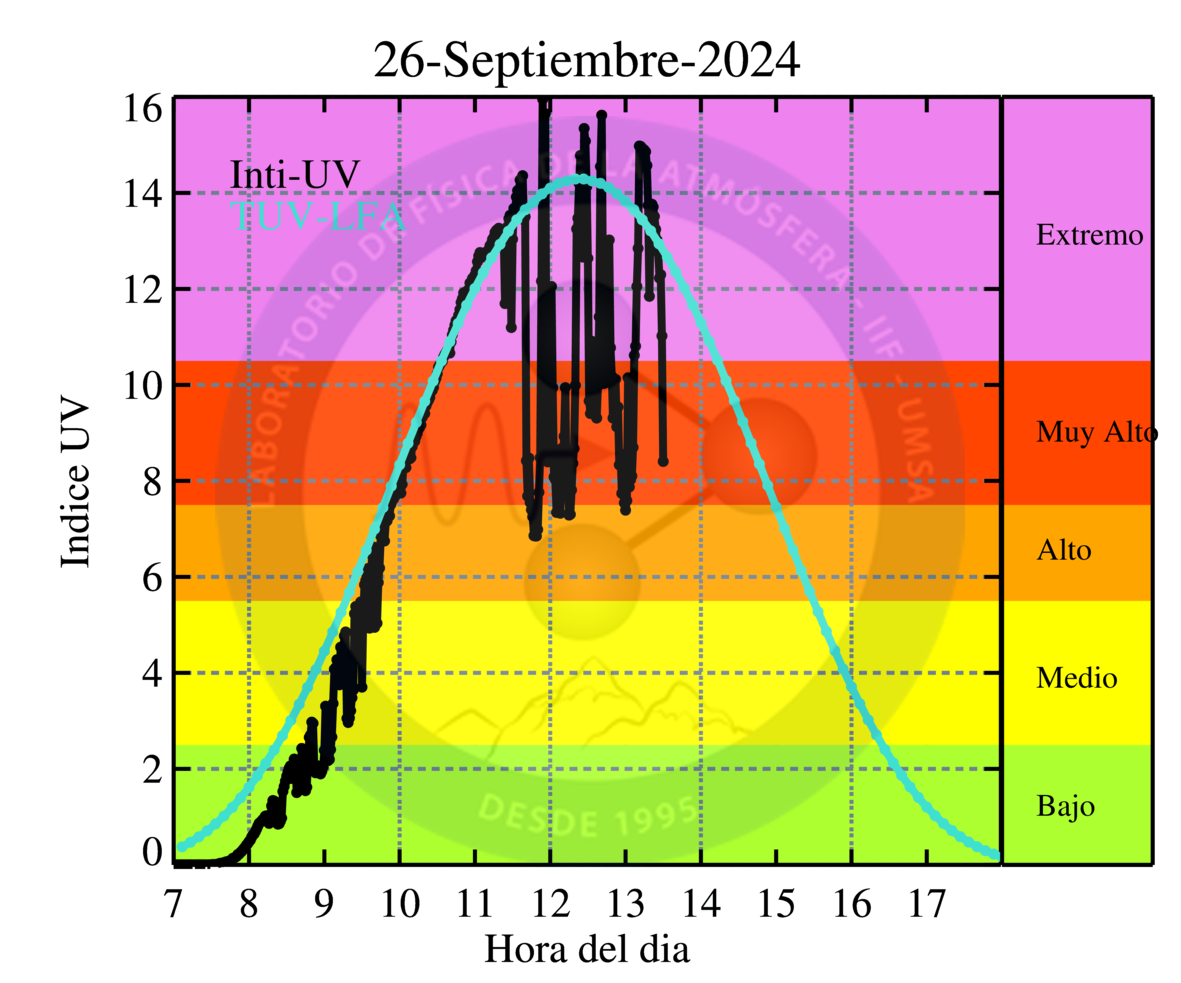 26-Septiembre-2024
Indice UV
16
14
12
10
8
6
4
2
0
Inti-UV
TUV-LFA
LABORATORIO DE FÍSICA DE LA ATMÓSFERA - IIF - UMSA
DESDE 1995
Extremo
Muy Alto
Alto
Medio
Bajo
7 8 9 10 11 12 13 14 15 16 17
Hora del dia